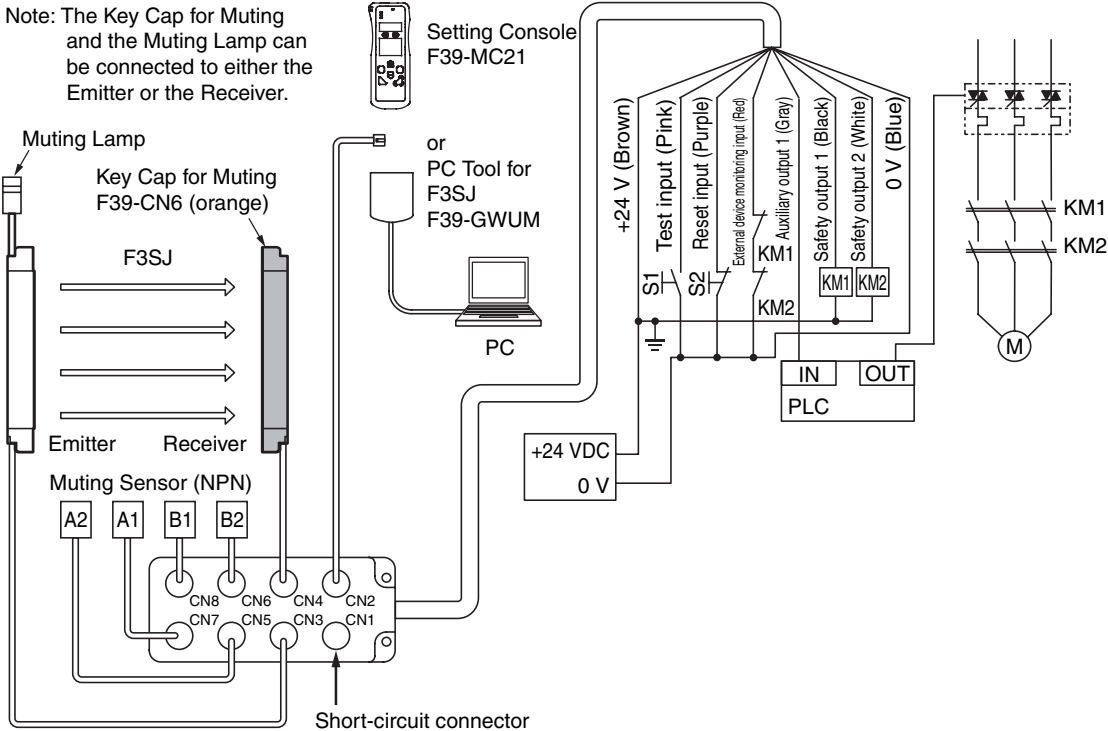 Note: The Key Cap for Muting
and the Muting Lamp can
be connected to either the
Emitter or the Receiver.
Setting Console
F39-MC21
or
PC Tool for
F3SJ
F39-GWUM
PC
Muting Lamp
Key Cap for Muting
F39-CN6 (orange)
F3SJ
Emitter
Receiver
Muting Sensor (NPN)
A2
A1
B1
B2
CN8
CN6
CN4
CN2
CN7
CN5
CN3
CN1
Short-circuit connector
+24 V (Brown)
Test input (Pink)
Reset input (Purple)
External device monitoring input (Red)
Auxiliary output 1 (Gray)
Safety output 1 (Black)
Safety output 2 (White)
0 V (Blue)
S1
S2
KM1
KM2
KM1
KM2
IN
OUT
PLC
+24 VDC
0 V
KM1
KM2
M